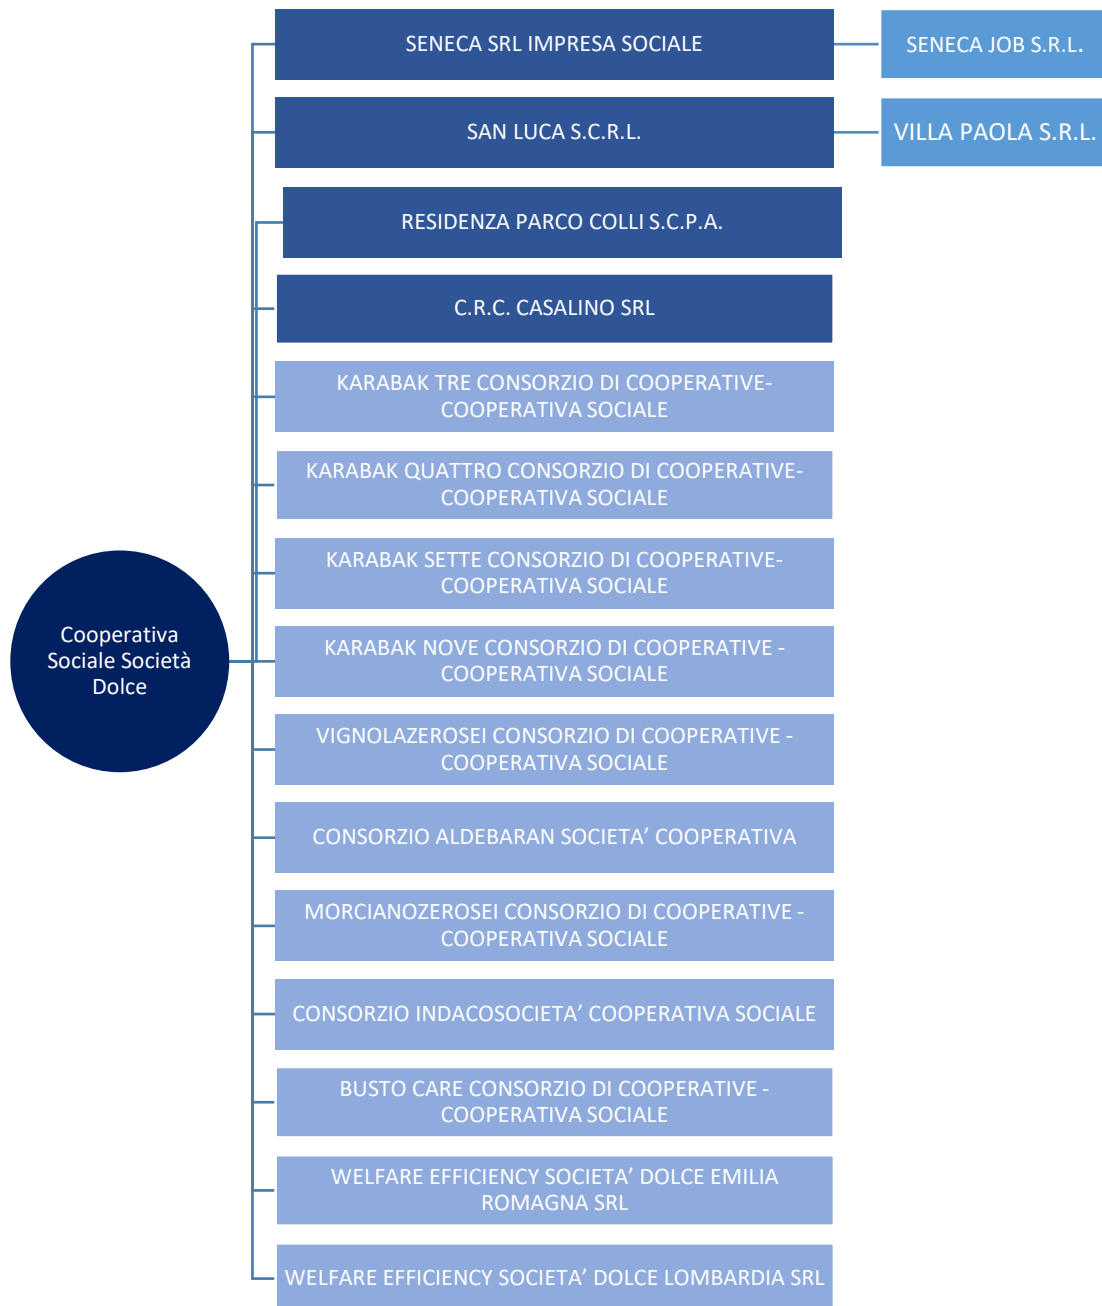 SENECA SRL IMPRESA SOCIALE
SENECA JOB S.R.L.
SAN LUCA S.C.R.L.
VILLA PAOLA S.R.L.
RESIDENZA PARCO COLLI S.C.P.A.
C.R.C. CASALINO SRL
KARABAK TRE CONSORZIO DI COOPERATIVE-
COOPERATIVA SOCIALE
KARABAK QUATTRO CONSORZIO DI COOPERATIVE-
COOPERATIVA SOCIALE
KARABAK SETTE CONSORZIO DI COOPERATIVE-
COOPERATIVA SOCIALE
Cooperativa
Sociale Società
Dolce
KARABAK NOVE CONSORZIO DI COOPERATIVE -
COOPERATIVA SOCIALE
VIGNOLAZEROSEI CONSORZIO DI COOPERATIVE -
COOPERATIVA SOCIALE
CONSORZIO ALDEBARAN SOCIETA’ COOPERATIVA
MORCIANOZEROSEI CONSORZIO DI COOPERATIVE -
COOPERATIVA SOCIALE
CONSORZIO INDACOSOCIETA’ COOPERATIVA SOCIALE
BUSTO CARE CONSORZIO DI COOPERATIVE -
COOPERATIVA SOCIALE
WELFARE EFFICIENCY SOCIETA’ DOLCE EMILIA
ROMAGNA SRL
WELFARE EFFICIENCY SOCIETA’ DOLCE LOMBARDIA SRL